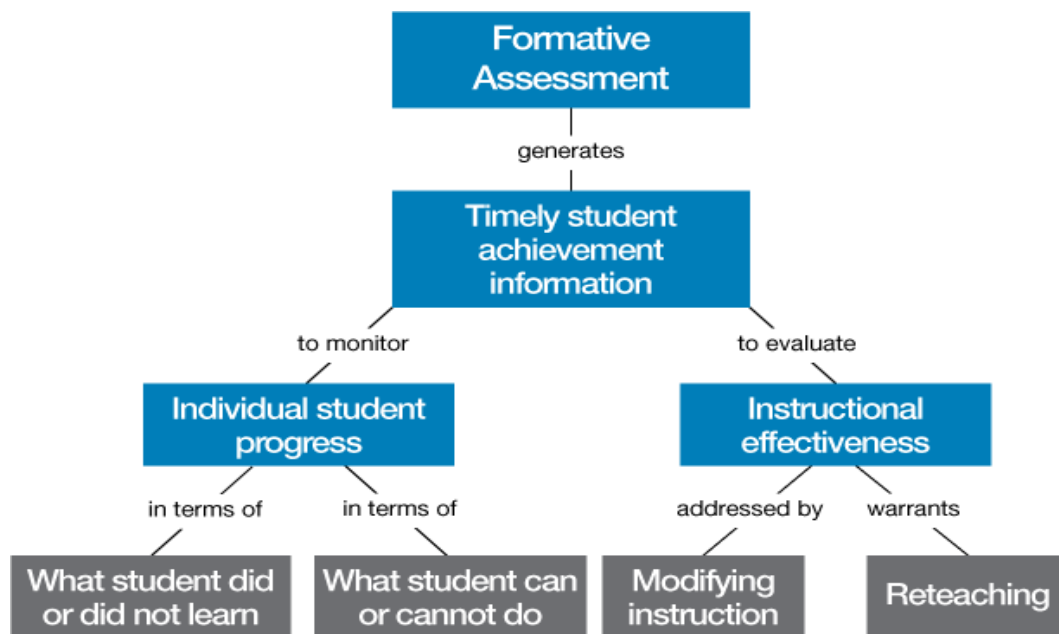 Formative
Assessment
generates
Timely student
achievement
information
to monitor
to evaluate
Individual student
progress
Instructional
effectiveness
in terms of
in terms of
addressed by
warrants
What student did
or did not learn
What student can
or cannot do
Modifying
instruction
Reteaching